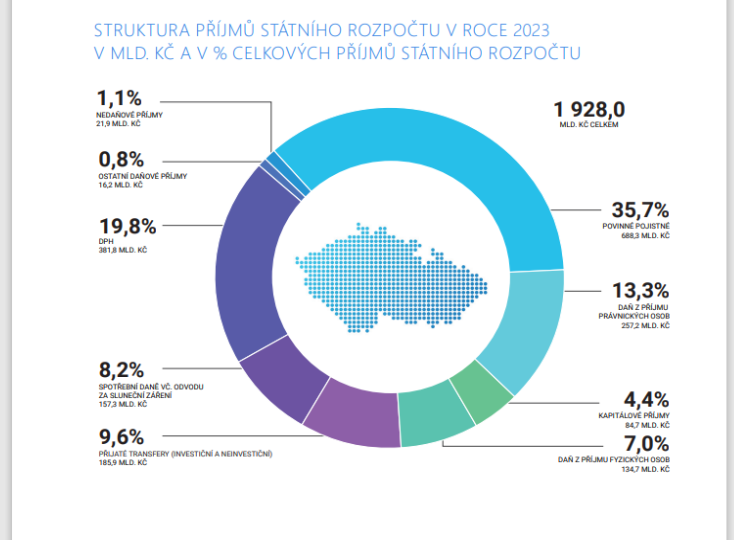 STRUKTURA PŘÍJMŮ STÁTNÍHO ROZPOČTU V ROCE 2023
V MLD. KČ A V % CELKOVÝCH PŘÍJMŮ STÁTNÍHO ROZPOČTU
1,1%
NEDAŇOVÉ PŘÍJMY
21,9 MLD. KČ
0,8%
OSTATNÍ DAŇOVÉ PŘÍJMY
16,2 MLD. KČ
19,8%
DPH
381,8 MLD. KČ
8,2%
SPOTŘEBNÍ DANĚ VČ. ODVODU
ZA SLUNEČNÍ ZÁŘENÍ
157,3 MLD. KČ
9,6%
PŘIJATÉ TRANSFERY (INVESTIČNÍ A NEINVESTIČNÍ)
185,9 MLD. KČ
1 928,0
MLD. KČ CELKEM
35,7%
POVINNÉ POJISTNÉ
688,3 MLD. KČ
13,3%
DAŇ Z PŘÍJMU
PRÁVNICKÝCH OSOB
257,2 MLD. KČ
4,4%
KAPITÁLOVÉ PŘÍJMY
84,7 MLD. KČ
7,0%
DAŇ Z PŘÍJMU FYZICKÝCH OSOB
134,7 MLD. KČ